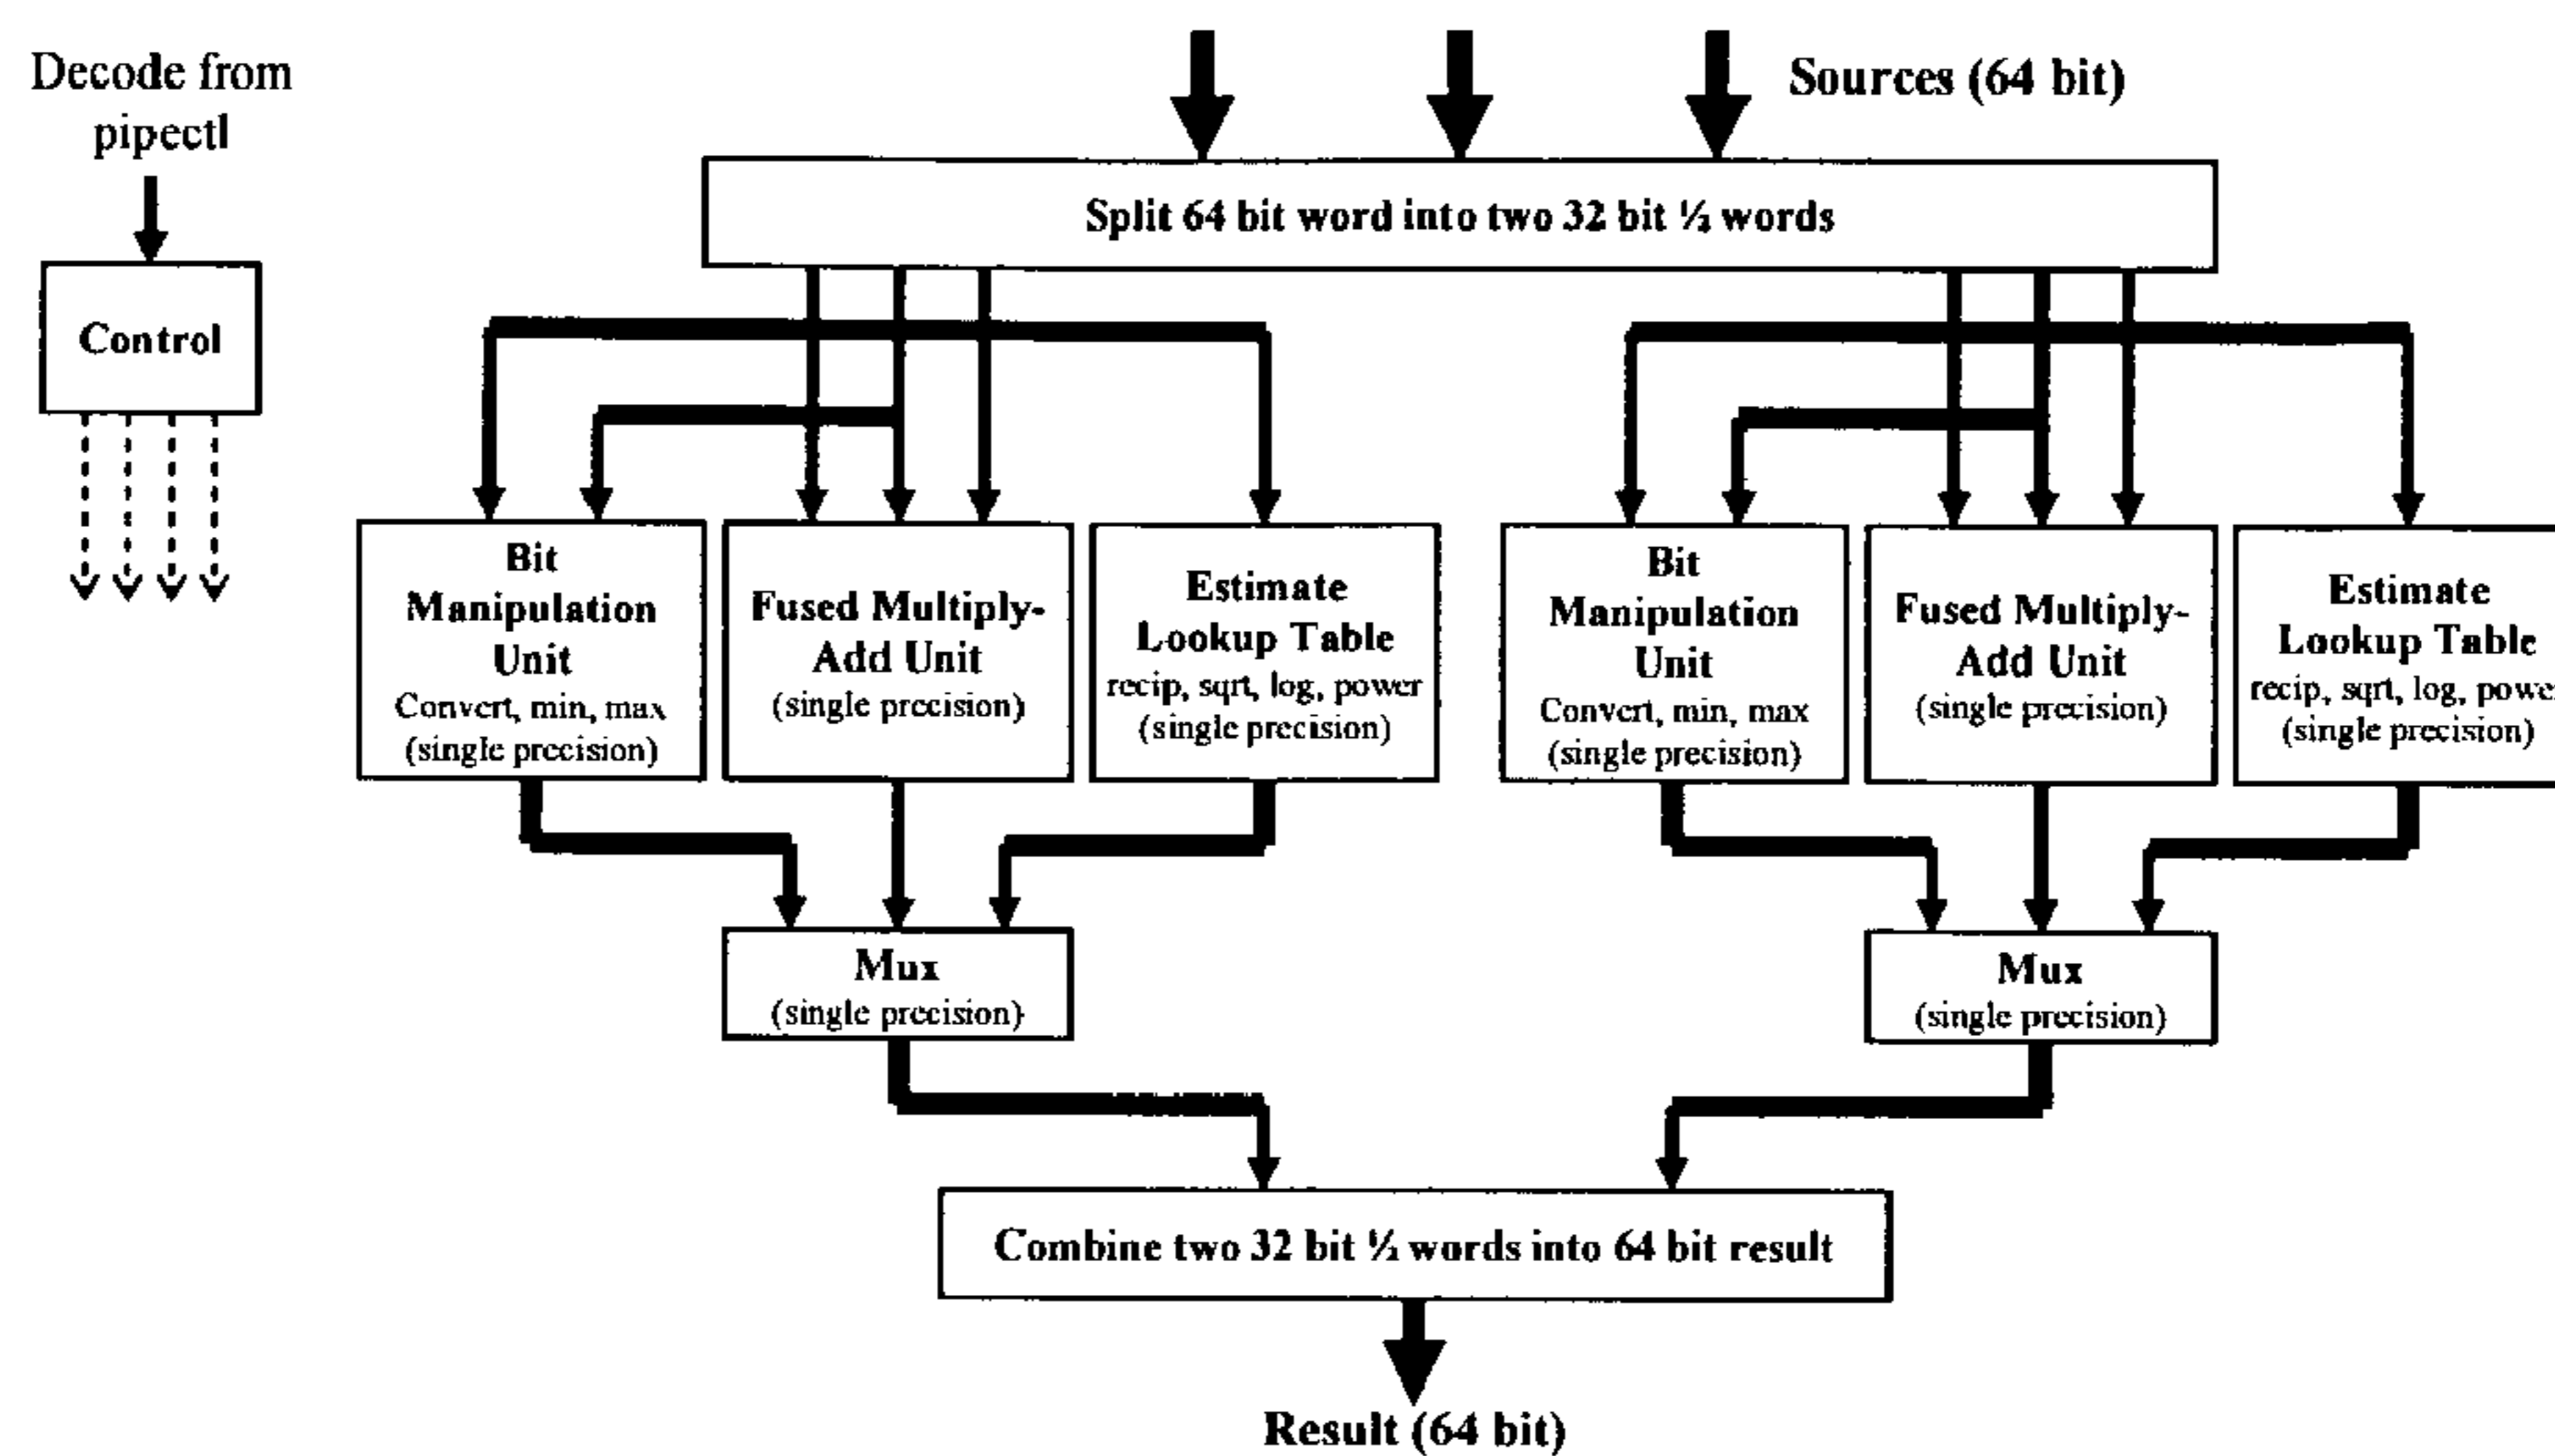 Decode from
pipectl
Control
Sources (64 bit)
Split 64 bit word into two 32 bit ½ words
Bit
Manipulation
Unit
Convert, min, max
(single precision)
Fused Multiply-
Add Unit
(single precision)
Estimate
Lookup Table
recip, sqrt, log, power
(single precision)
Bit
Manipulation
Unit
Convert, min, max
(single precision)
Fused Multiply-
Add Unit
(single precision)
Estimate
Lookup Table
recip, sqrt, log, power
(single precision)
Mux
(single precision)
Mux
(single precision)
Combine two 32 bit ½ words into 64 bit result
Result (64 bit)